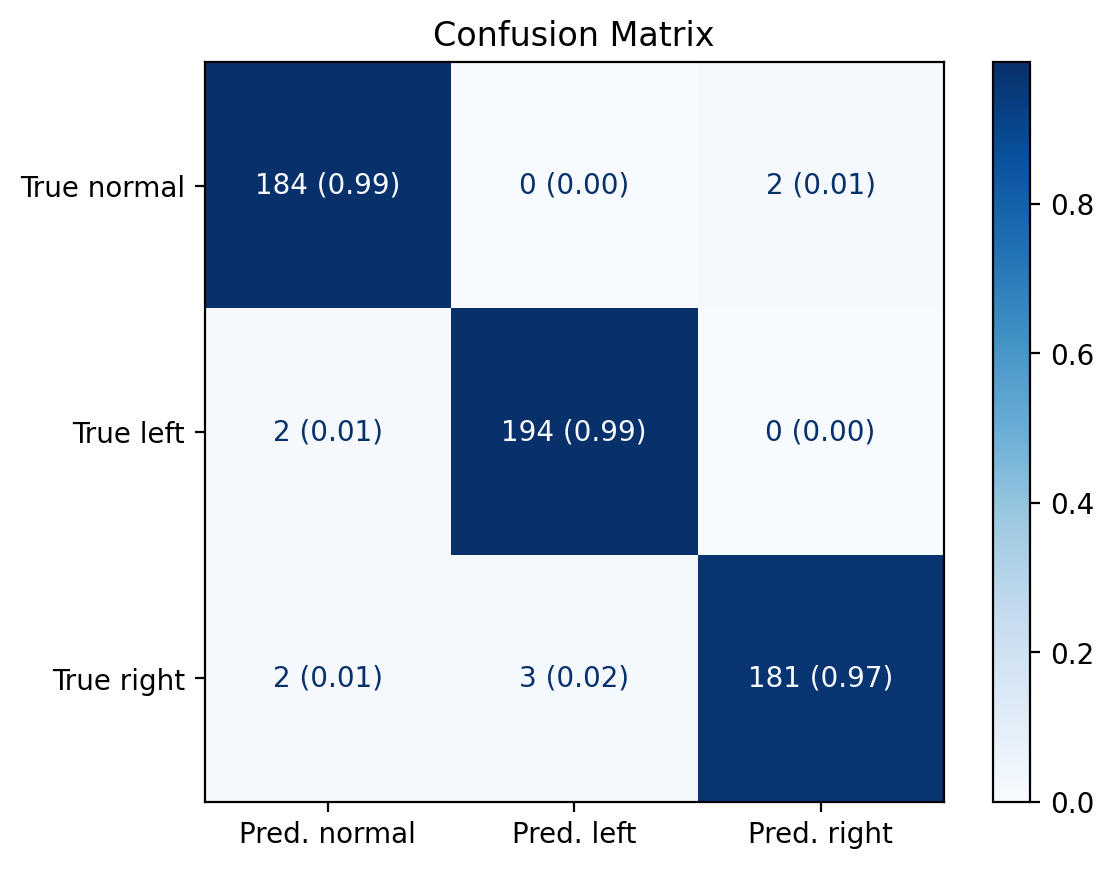 Confusion Matrix
True normal
184 (0.99)
0 (0.00)
2 (0.01)
True left
2 (0.01)
194 (0.99)
0 (0.00)
True right
2 (0.01)
3 (0.02)
181 (0.97)
Pred. normal
Pred. left
Pred. right
0.8
0.6
0.4
0.2
0.0